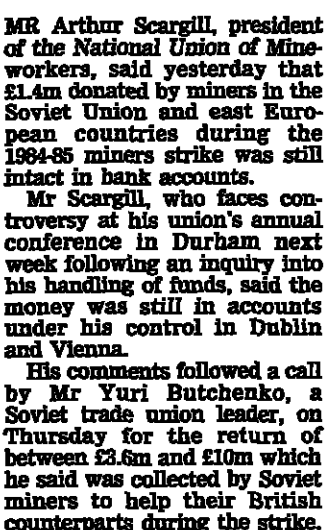 MR Arthur Scargill, president
of the National Union of Mine-
workers, said yesterday that
£1.4m donated by miners in the
Soviet Union and east Euro-
pean countries during the
1984-85 miners strike was still
intact in bank accounts.
Mr Scargill, who faces con-
troversy at his union's annual
conference in Durham next
week following an inquiry into
his handling of funds, said the
money was still in accounts
under his control in Dublin
and Vienna.
His comments followed a call
by Mr Yuri Butchenko, a
Soviet trade union leader, on
Thursday for the return of
between £3.6m and £10m which
he said was collected by Soviet
miners to help their British
counterparts during the strike.